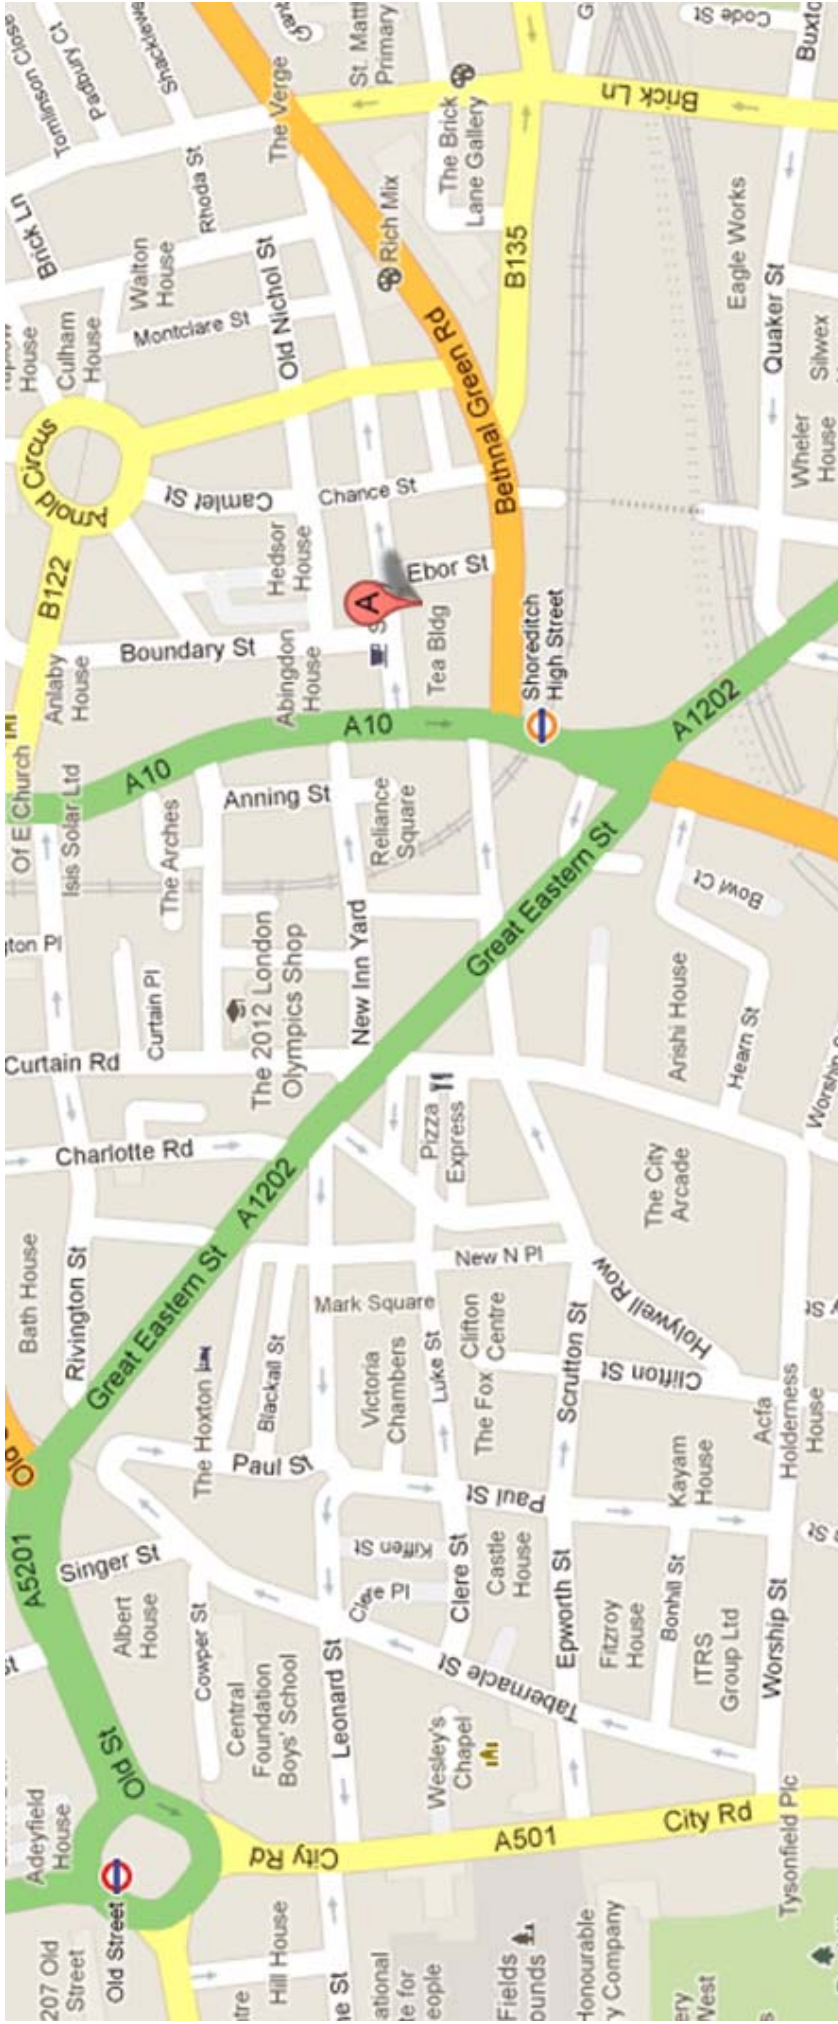 Tomlinson Close
Padbury Ct
Brick Ln
Rhoda St
The Verge
St. Matt
Primary
Code St
The Brick
Lane Gallery
Brick Ln
Rich Mix
Walton
House
Old Nichol St
Montclare St
Culham
House
House
B135
Eagle Works
Quaker St
Silwex
Wheler
House
Arnold Circus
Bethnal Green Rd
Camlet St
Chance St
B122
Hedsor
House
Ebor St
A
Boundary St
Anlaby
House
Abingdon
House
Tea Bldg
Shoreditch
High Street
A1202
A10
A10
Of E Church
Isis Solar Ltd
The Arches
Anning St
Reliance
Square
Great Eastern St
Bowl Ct
New Inn Yard
The 2012 London
Olympics Shop
Curtain Pl
Curtain Rd
Arishi House
Hearn St
Charlotte Rd
Pizza
Express
The City
Arcade
A1202
Bath House
Rivington St
Great Eastern St
New N Pl
Mark Square
Holywell Row
The Hoxton
Blackall St
Victoria
Chambers
Luke St
Clifton
Centre
The Fox
Scrutton St
Clifton St
Acfa
Holderness
House
Paul St
Paul St
Kayam
House
A5201
Singer St
Kiffen St
Clere St
Castle
House
Albert
House
Cowper St
Clere Pl
Epworth St
Fitzroy
House
Bonhill St
ITRS
Group Ltd
Worship St
Central
Foundation
Boys' School
Leonard St
Tabernacle St
Wesley's
Chapel
Old St
Adeyfield
House
City Rd
A501
City Rd
Tysonfield Plc
Old Street
207 Old
Street
Hill House
Fields
Honourable
y Company
West